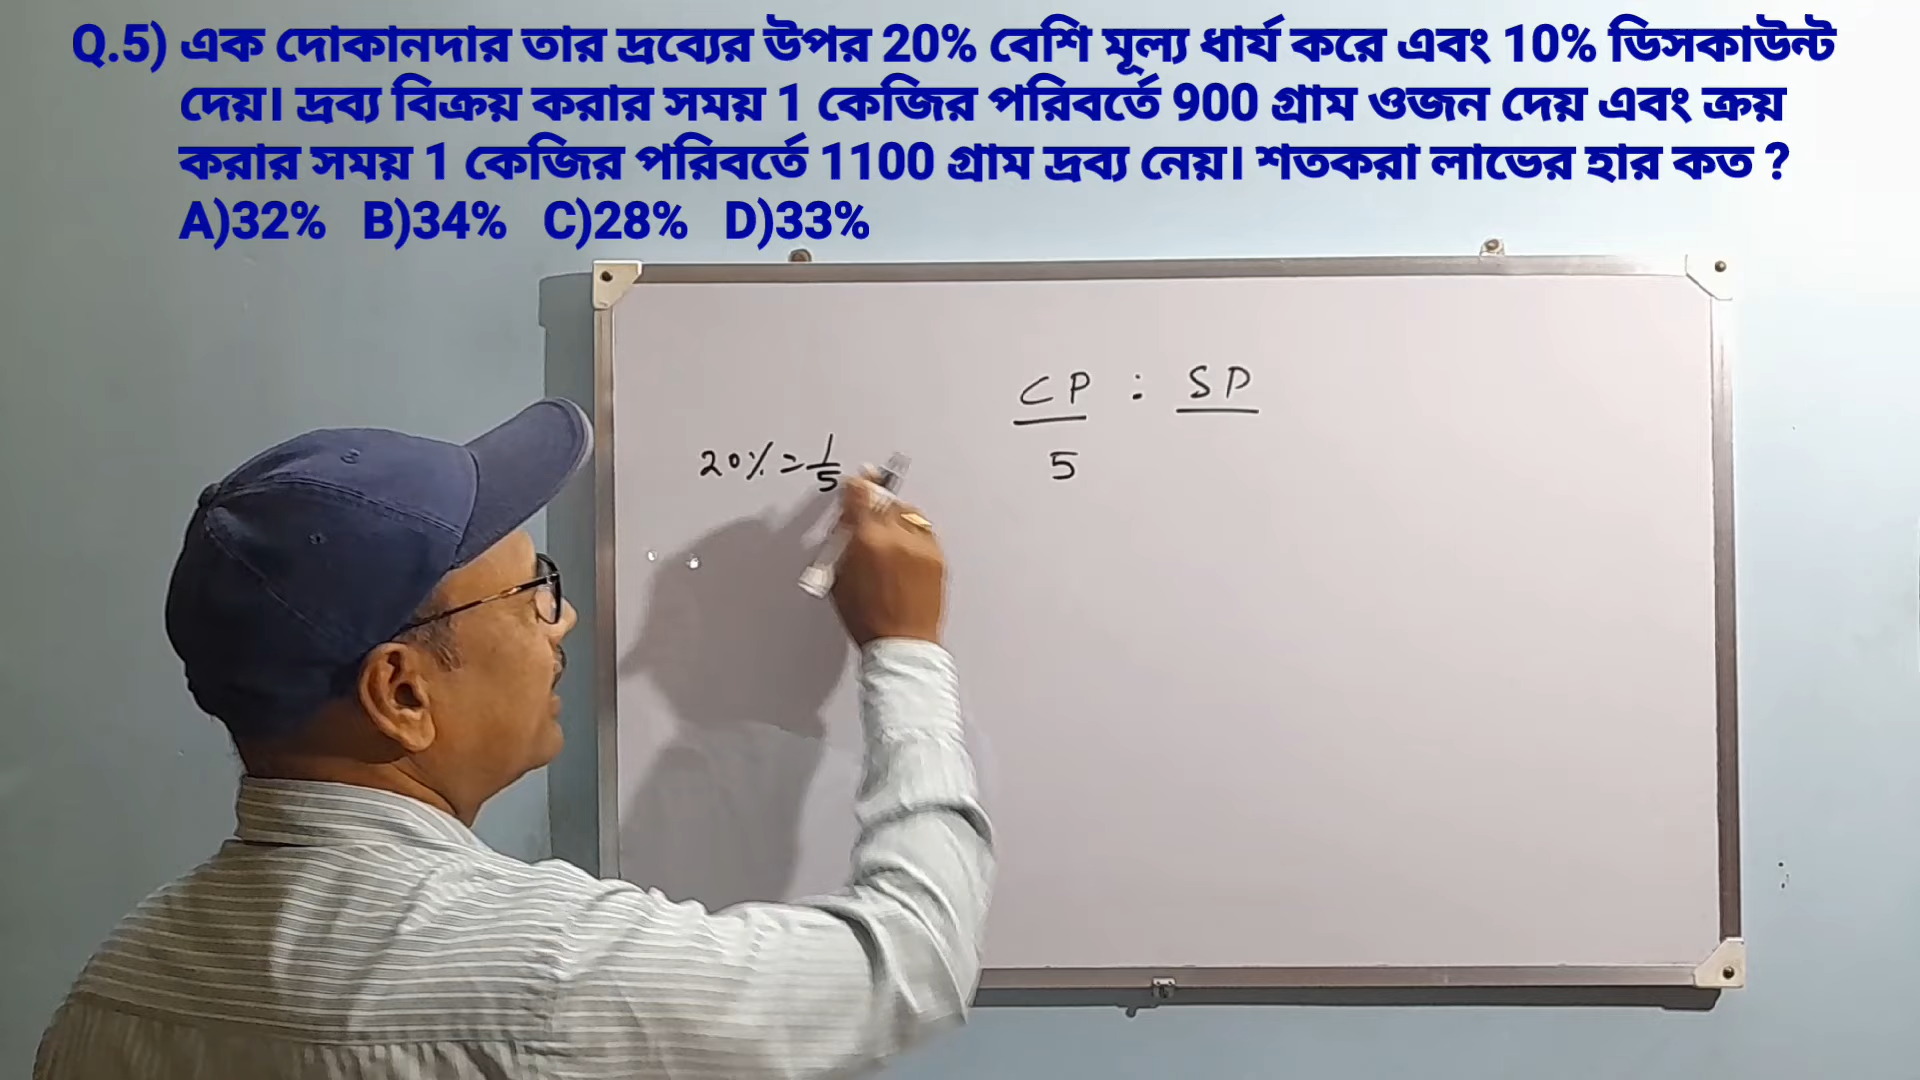 Q.5) এক দোকানদার তার দ্রব্যের উপর 20% বেশি মূল্য ধার্য করে এবং 10% ডিসকাউন্ট
দেয়। দ্রব্য বিক্রয় করার সময় 1 কেজির পরিবর্তে 900 গ্রাম ওজন দেয় এবং ক্রয়
করার সময় 1 কেজির পরিবর্তে 1100 গ্রাম দ্রব্য নেয়। শতকরা লাভের হার কত ?
A)32% B)34% C)28% D)33%
CP : SP
20% = 1/5 5